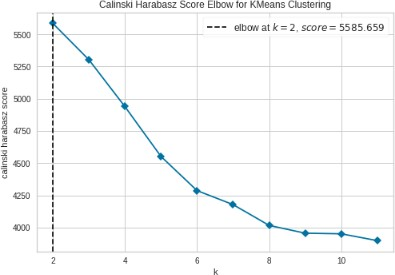 Calinski Harabasz Score Elbow for KMeans Clustering
elbow at k = 2, score = 5585.659
calinski harabasz score
5500
5250
5000
4750
4500
4250
4000
2 4 6 8 10
k